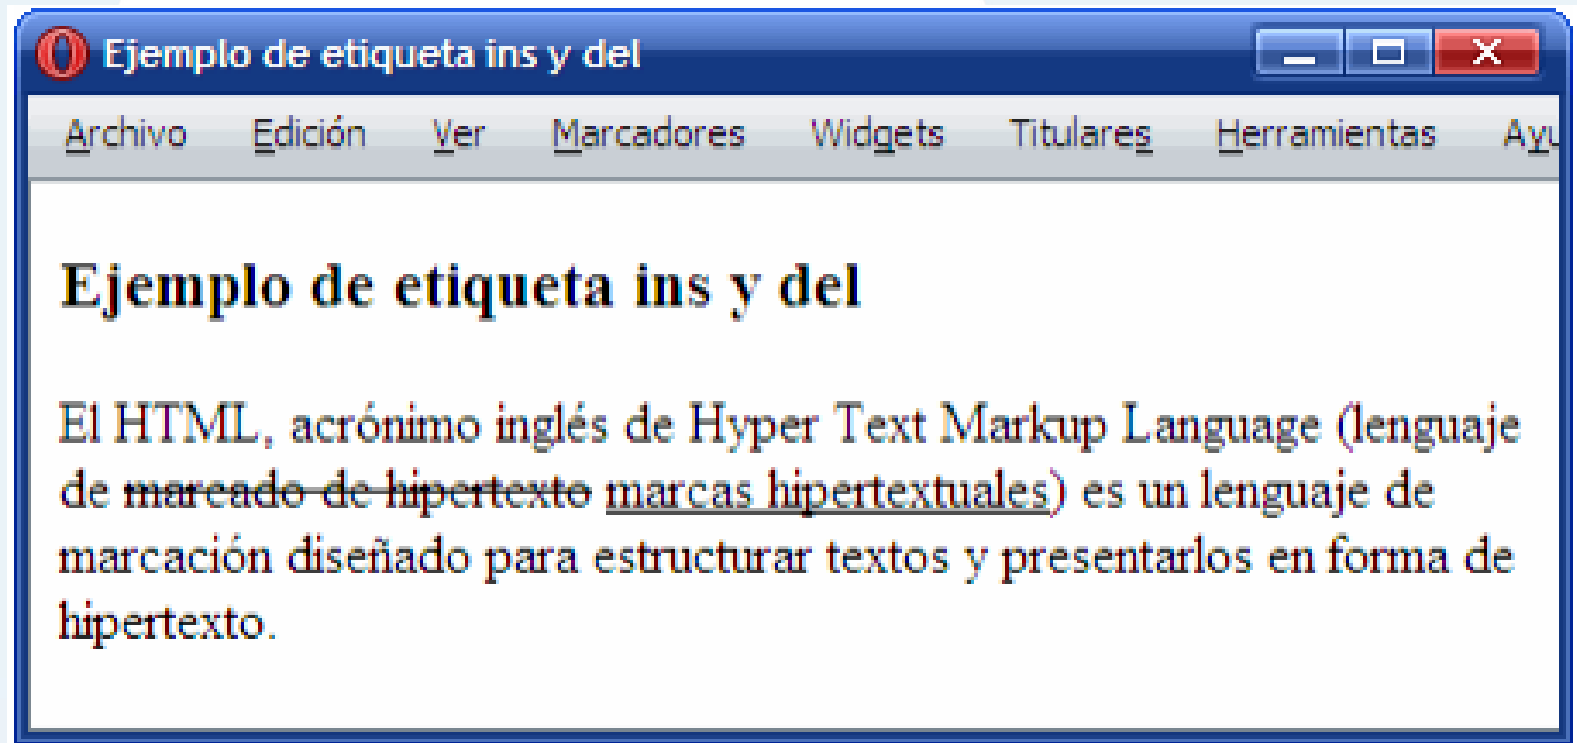 Ejemplo de etiqueta ins y del
Archivo Edición Ver Marcadores Widgets Titulares Herramientas Ayu
Ejemplo de etiqueta ins y del
El HTML, acrónimo inglés de Hyper Text Markup Language (lenguaje
de marcado de hipertexto marcas hipertextuales) es un lenguaje de
marcación diseñado para estructurar textos y presentarlos en forma de
hipertexto.